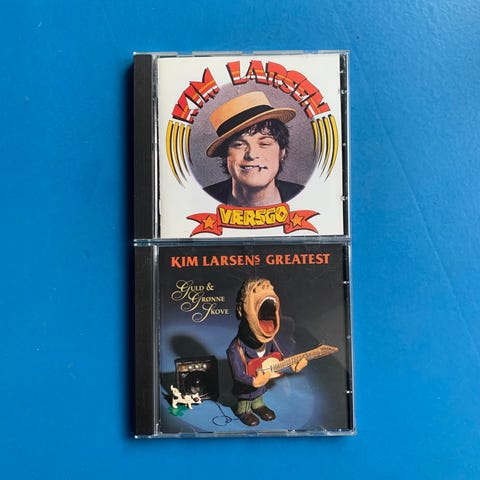 KIM LARSEN
VÆRSGO
KIM LARSENS GREATEST
GULD &
GRØNNE
SKOVE